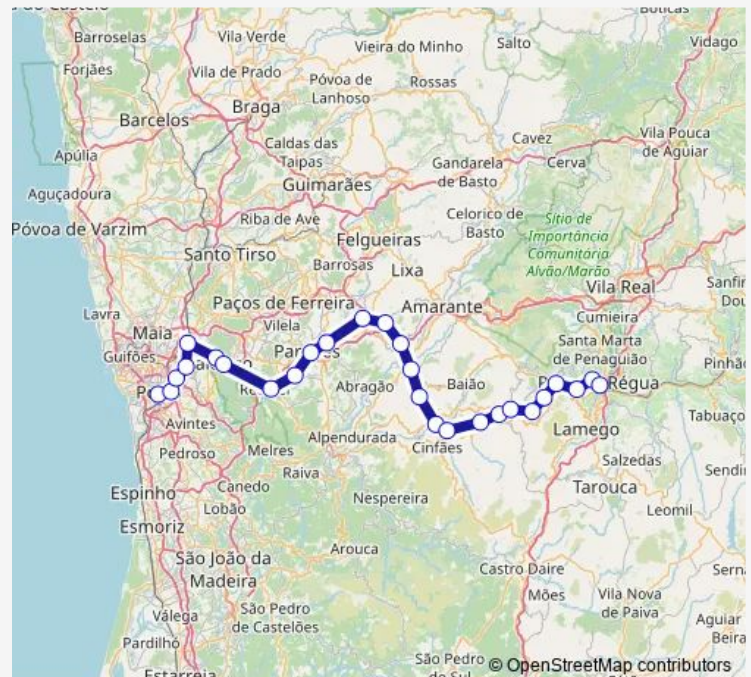 Barroselas
Vila Verde
Vieira do Minho
Salto
Boticas
Vidago
Forjães
Vila de Prado
Póvoa de
Lanhoso
Rossas
Braga
Barcelos
Apúlia
Caldas das
Taipas
Cavez
Vila Pouca
de Aguiar
Gandarela
de Basto
Cerva
Aguçadoura
Guimarães
Póvoa de Varzim
Riba de Ave
Celorico de
Basto
Sítio de
Importância
Comunitária
Alvão/Marão
Felgueiras
Santo Tirso
Barrosas
Lixa
Vila Real
Lavra
Paços de Ferreira
Amarante
Cumieira
Maia
Vilela
Santa Marta
de Penaguião
Guifões
Pinhão
Abragão
Baião
Régua
Avintes
Tabuaço
Pedroso
Melres
Alpendurada
Cinfães
Lamego
Raiva
Salzedas
Espinho
Canedo
Tarouca
Lobão
Nespereira
Leomil
Esmoriz
Arouca
São João da
Madeira
Castro Daire
Mões
Vila Nova
de Paiva
Válega
São Pedro
de Castelões
Aguiar
Beira
Pardilhó
Estarreja
São Pedro
do Sul
© OpenStreetMap contributors